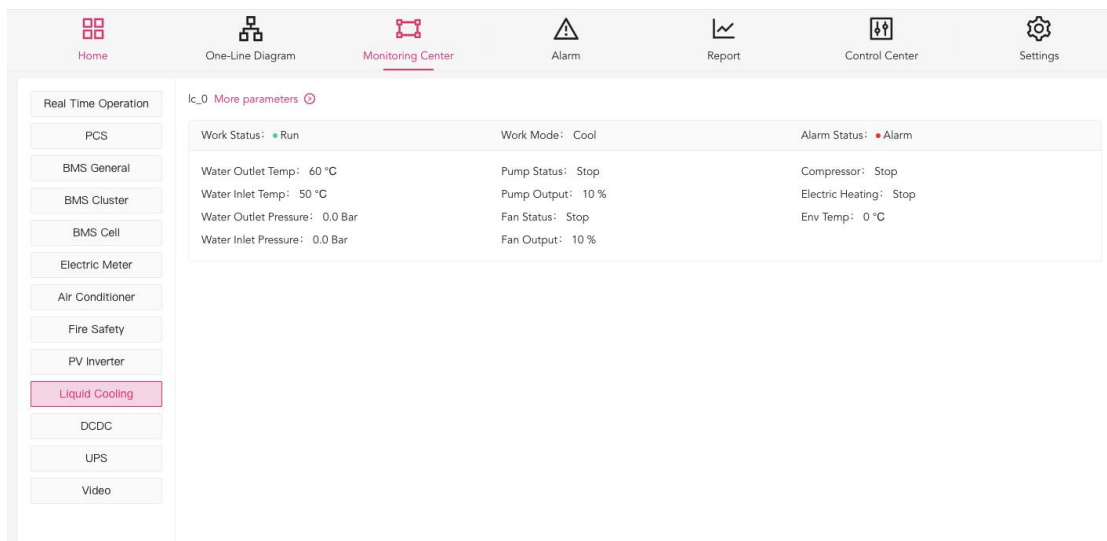 Home
One-Line Diagram
Monitoring Center
Alarm
Report
Control Center
Settings
Real Time Operation
PCS
BMS General
BMS Cluster
BMS Cell
Electric Meter
Air Conditioner
Fire Safety
PV Inverter
Liquid Cooling
DCDC
UPS
Video
lc_0 More parameters
Work Status: Run
Work Mode: Cool
Alarm Status: Alarm
Water Outlet Temp: 60 °C
Pump Status: Stop
Compressor: Stop
Water Inlet Temp: 50 °C
Pump Output: 10 %
Electric Heating: Stop
Water Outlet Pressure: 0.0 Bar
Fan Status: Stop
Env Temp: 0 °C
Water Inlet Pressure: 0.0 Bar
Fan Output: 10 %